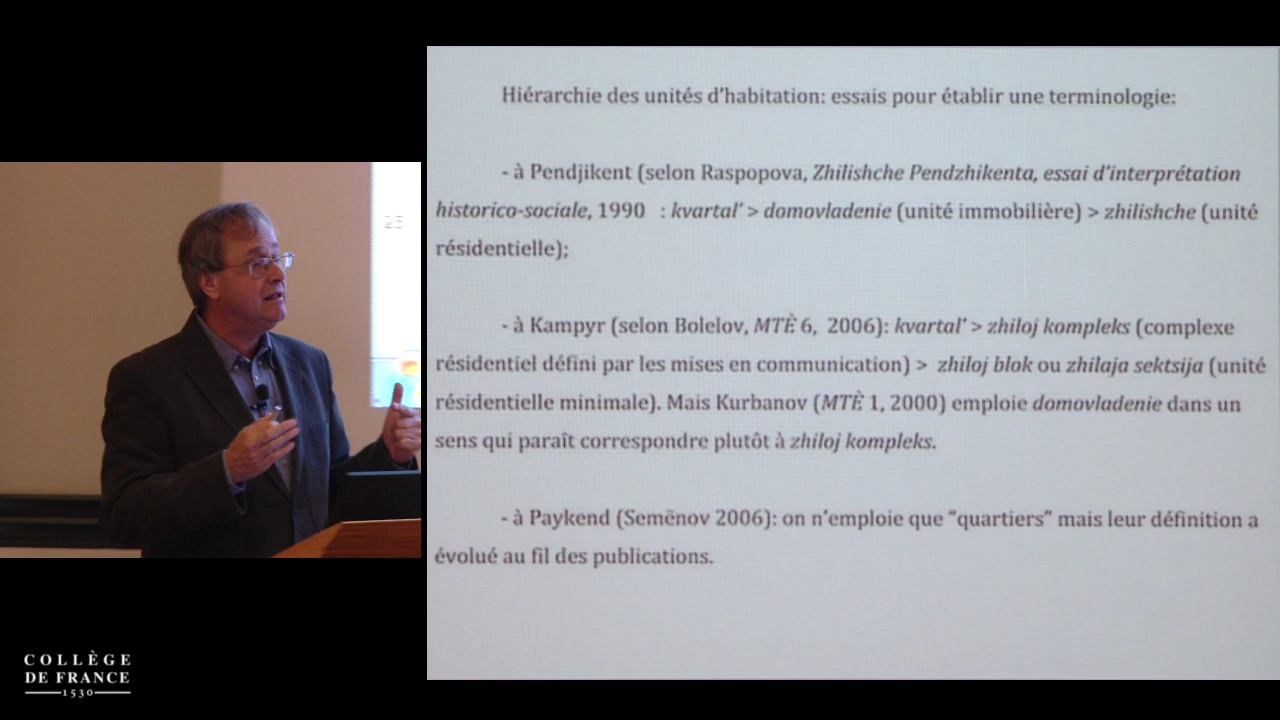 Hiérarchie des unités d'habitation: essais pour établir une terminologie:
- à Pendjikent (selon Raspopova, Zhilishche Pendzhikenta, essai d'interprétation
historico-sociale, 1990 : kvartal' > domovladenie (unité immobilière) > zhilishche (unité
résidentielle);
- à Kampyr (selon Bolelov, MTÈ 6, 2006): kvartal' > zhiloj kompleks (complexe
résidentiel défini par les mises en communication) > zhiloj blok ou zhilaja sektsija (unité
résidentielle minimale). Mais Kurbanov (MTÈ 1, 2000) emploie domovladenie dans un
sens qui paraît correspondre plutôt à zhiloj kompleks.
- à Paykend (Semënov 2006): on n'emploie que “quartiers” mais leur définition a
évolué au fil des publications.
COLLÈGE
DE FRANCE
1530